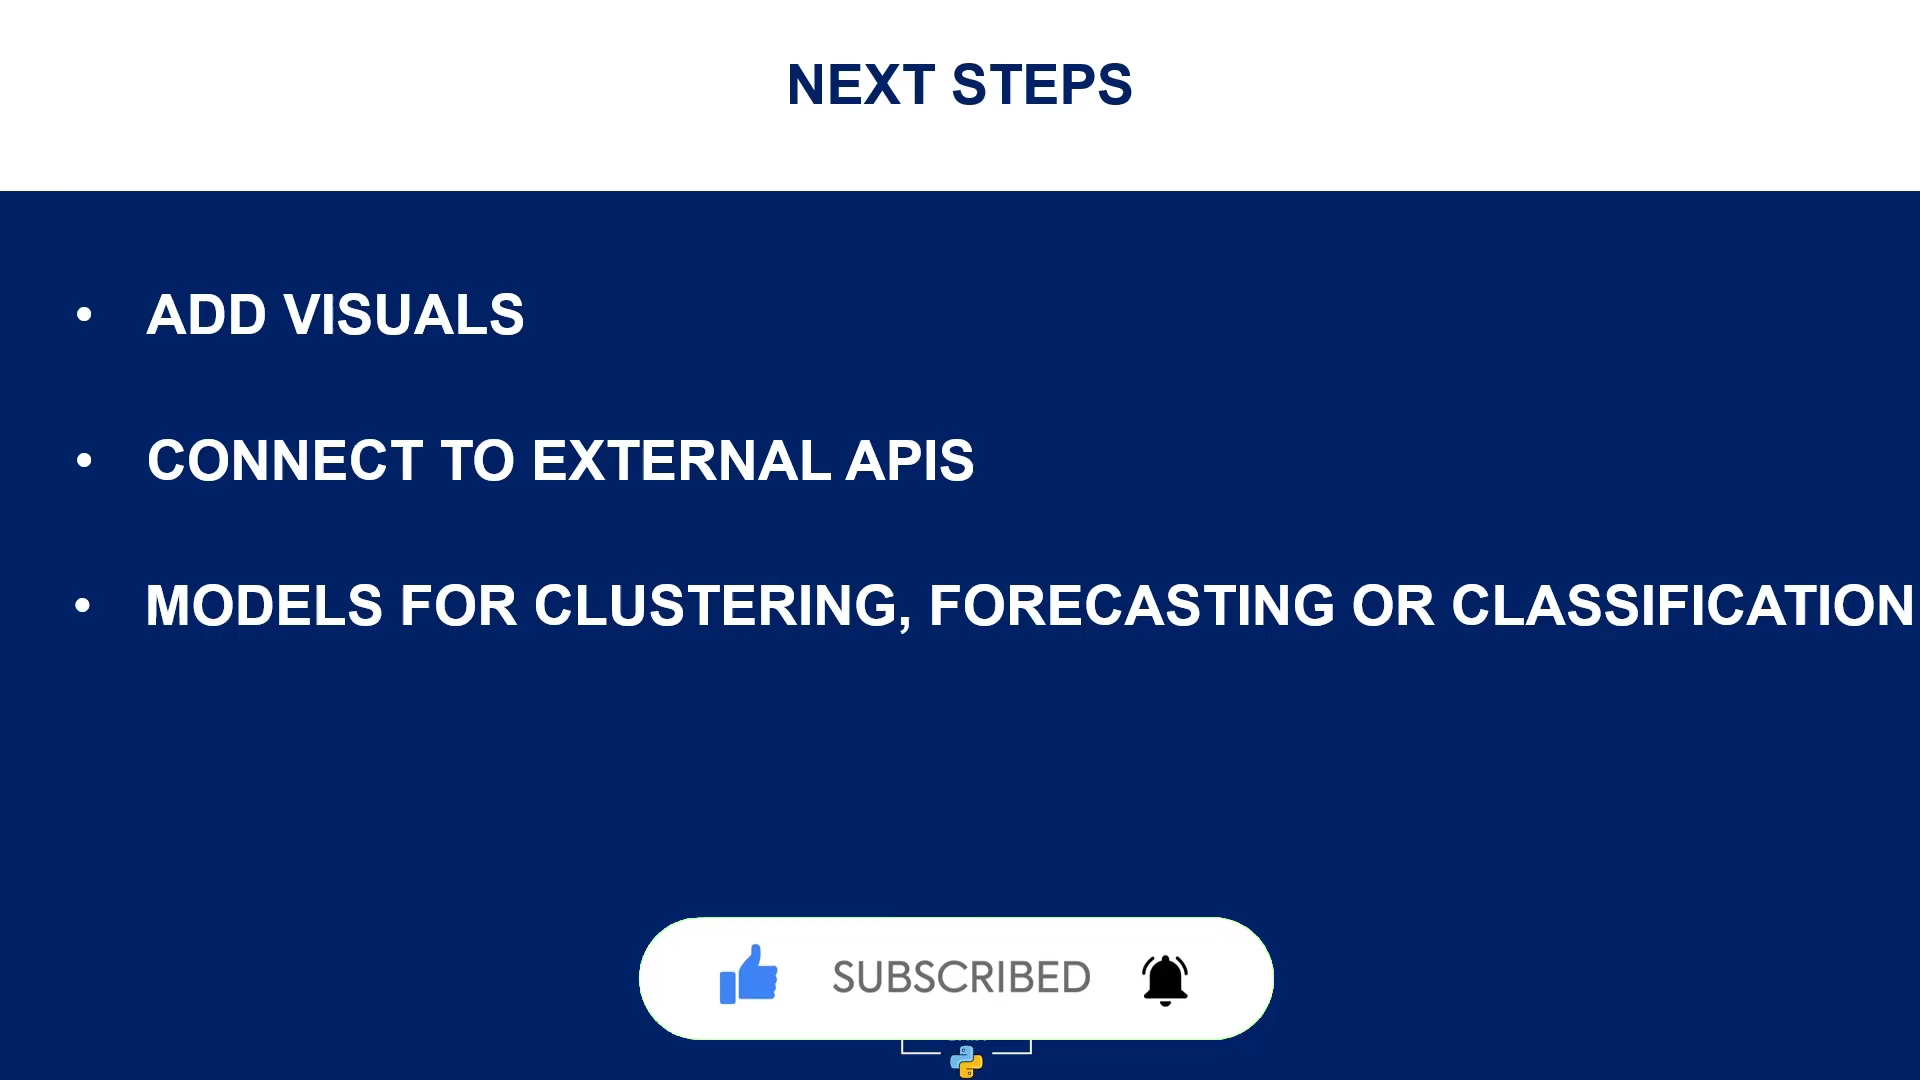 NEXT STEPS
• ADD VISUALS
• CONNECT TO EXTERNAL APIS
• MODELS FOR CLUSTERING, FORECASTING OR CLASSIFICATION
SUBSCRIBED